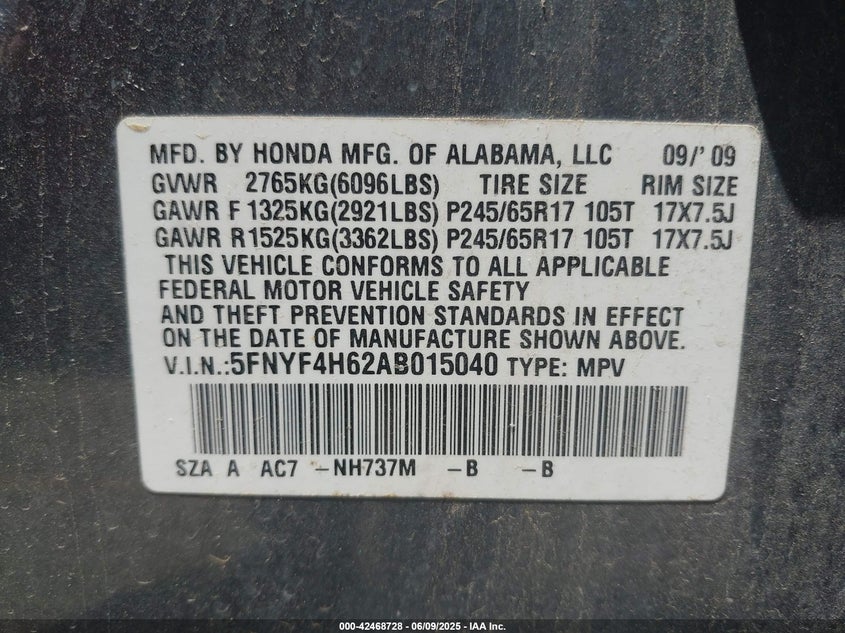 MFD. BY HONDA MFG. OF ALABAMA, LLC 09/' 09
GVWR 2765KG(6096LBS) TIRE SIZE RIM SIZE
GAWR F 1325KG(2921LBS) P245/65R17 105T 17X7.5J
GAWR R1525KG(3362LBS) P245/65R17 105T 17X7.5J
THIS VEHICLE CONFORMS TO ALL APPLICABLE
FEDERAL MOTOR VEHICLE SAFETY
AND THEFT PREVENTION STANDARDS IN EFFECT
ON THE DATE OF MANUFACTURE SHOWN ABOVE.
V.I.N.:5FNYF4H62AB015040 TYPE: MPV
SZA A AC7 -NH737M -B -B
000-42468728 - 06/09/2025 - IAA Inc.